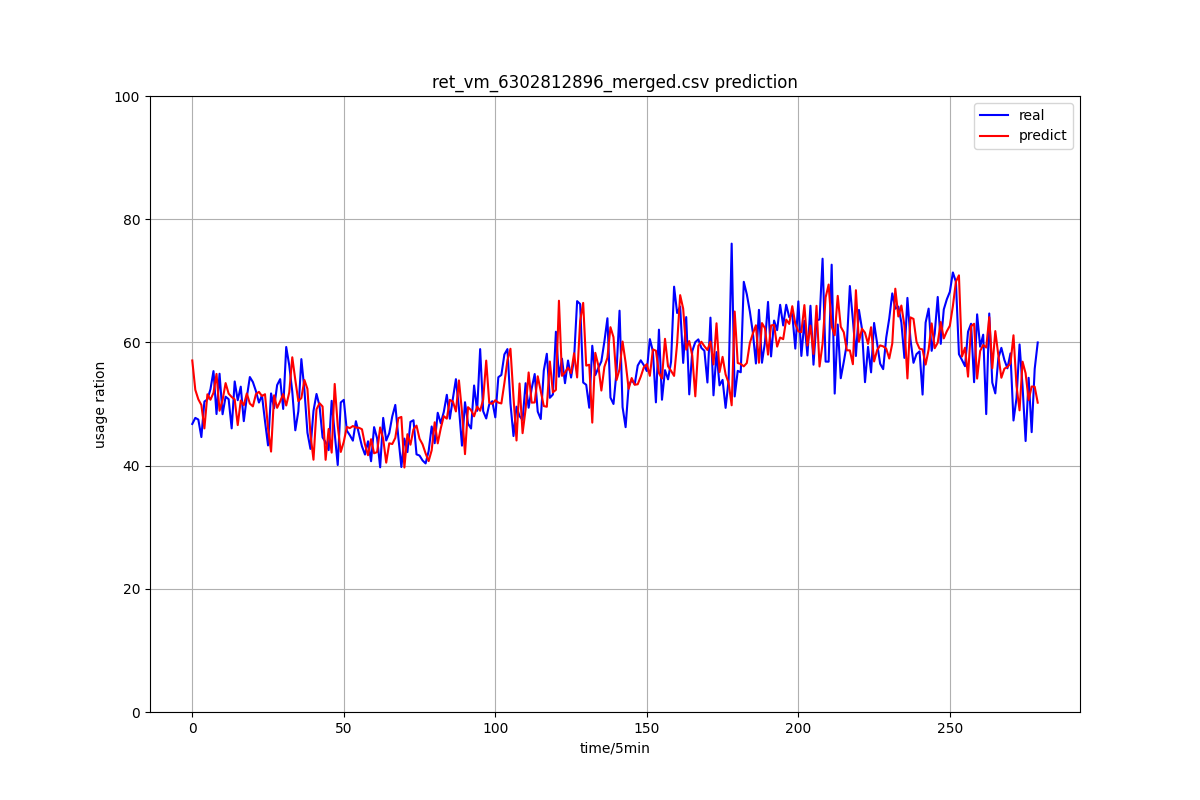 ret_vm_6302812896_merged.csv prediction
100
80
60
40
20
0
usage ration
real
predict
0 50 100 150 200 250
time/5min